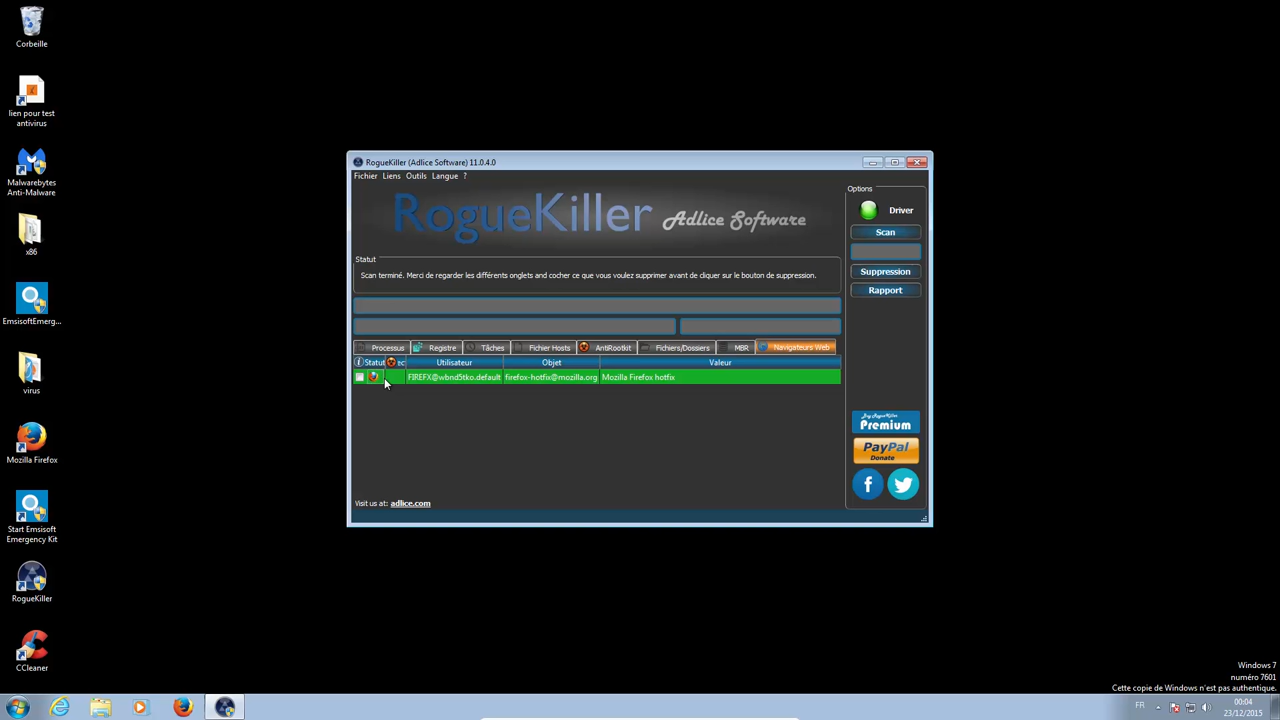 Corbeille
lien pour test
antivirus
Malwarebytes
Anti-Malware
x86
EmsisoftEmerg...
virus
Mozilla Firefox
Start Emsisoft
Emergency Kit
RogueKiller
CCleaner
RogueKiller (Adlice Software) 11.0.4.0
Fichier Liens Outils Langue ?
RogueKiller Adlice Software
Statut
Scan terminé. Merci de regarder les différents onglets and cocher ce que vous voulez supprimer avant de cliquer sur le bouton de suppression.
Processus Registre Tâches Fichier Hosts AntiRootkit Fichiers/Dossiers MBR Navigateurs Web
Statut Utilisateur Objet Valeur
FIREFX@wbnd5tko.default firefox-hotfix@mozilla.org Mozilla Firefox hotfix
Visit us at: adlice.com
Options
Driver
Scan
Suppression
Rapport
Buy RogueKiller
Premium
PayPal
Donate
Windows 7
numéro 7601
Cette copie de Windows n'est pas authentique.
FR
00:04
23/12/2015